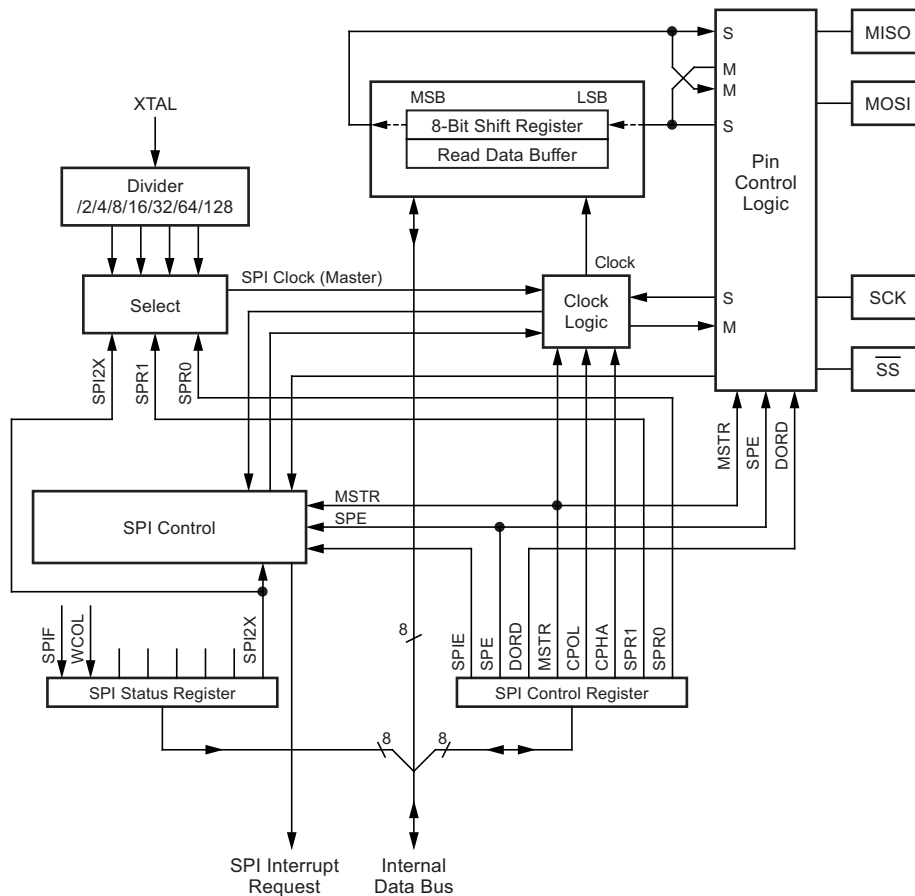 S
MISO
M
M
MSB
LSB
MOSI
XTAL
8-Bit Shift Register
S
Read Data Buffer
Pin
Control
Logic
Divider
/2/4/8/16/32/64/128
Clock
SPI Clock (Master)
Select
Clock
Logic
S
SCK
M
SPI2X
SPR1
SPR0
SS
MSTR
SPE
DORD
MSTR
SPE
SPI Control
SPIF
WCOL
SPI2X
8
SPIE
SPE
DORD
MSTR
CPOL
CPHA
SPR1
SPR0
SPI Status Register
SPI Control Register
8
8
SPI Interrupt
Request
Internal
Data Bus